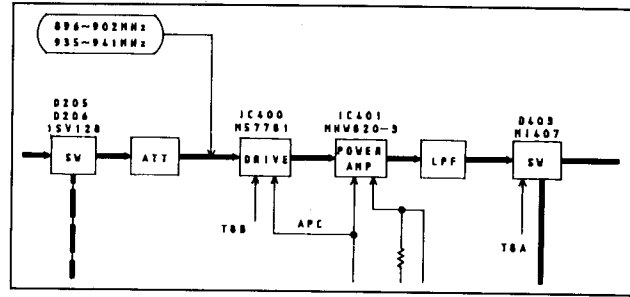 896~902MHz
935~941MHz
D205
D206
1SV128
IC400
M57781
IC401
MHW820-3
D403
MI407
SW
ATT
DRIVE
POWER
AMP
LPF
SW
T8B
APC
T8A